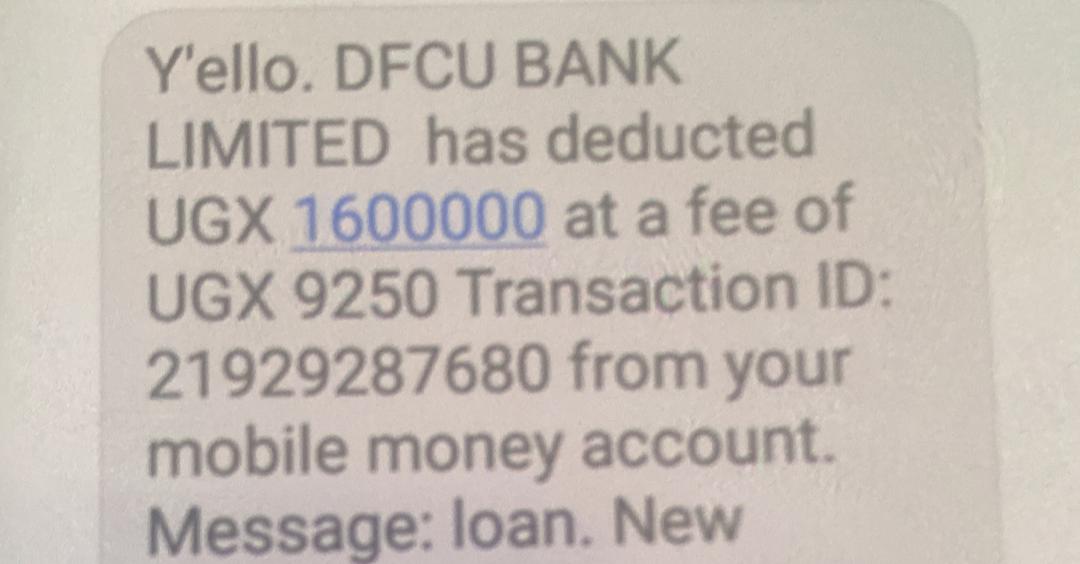 Y'ello. DFCU BANK
LIMITED has deducted
UGX 1600000 at a fee of
UGX 9250 Transaction ID:
21929287680 from your
mobile money account.
Message: loan. New